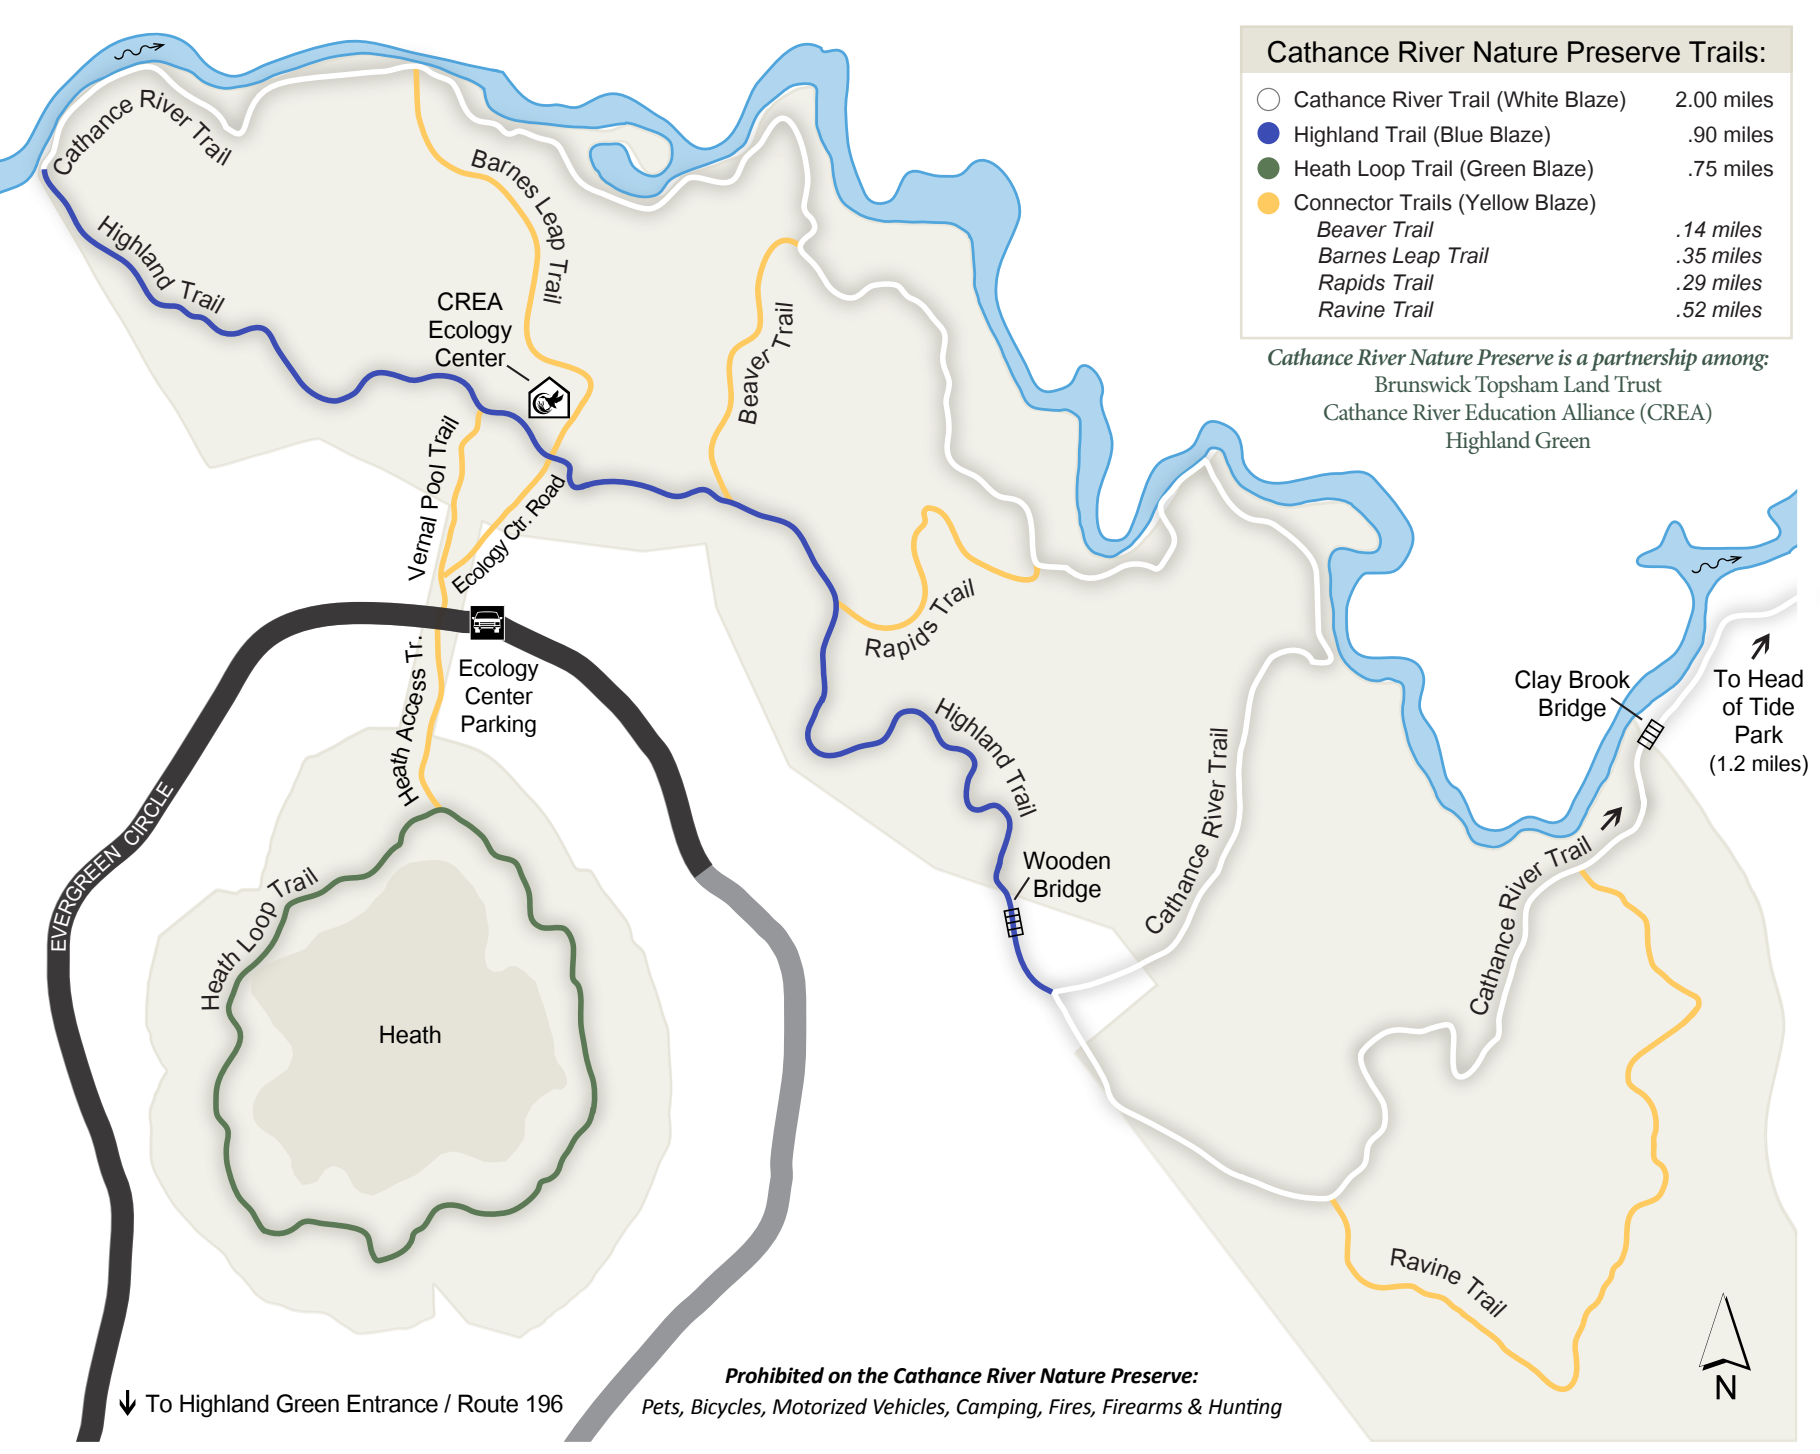 Cathance River Nature Preserve Trails:
Cathance River Trail (White Blaze) 2.00 miles
Highland Trail (Blue Blaze) .90 miles
Heath Loop Trail (Green Blaze) .75 miles
Connector Trails (Yellow Blaze)
Beaver Trail .14 miles
Barnes Leap Trail .35 miles
Rapids Trail .29 miles
Ravine Trail .52 miles
Cathance River Nature Preserve is a partnership among:
Brunswick Topsham Land Trust
Cathance River Education Alliance (CREA)
Highland Green
Cathance River Trail
Barnes Leap Trail
Highland Trail
CREA
Ecology
Center
Beaver Trail
Vernal Pool Trail
Ecology Ctr. Road
Rapids Trail
Heath Access Tr.
Ecology
Center
Parking
Highland Trail
Cathance River Trail
Clay Brook
Bridge
To Head
of Tide
Park
(1.2 miles)
EVERGREEN CIRCLE
Heath Loop Trail
Wooden
Bridge
Cathance River Trail
Heath
Ravine Trail
N
To Highland Green Entrance / Route 196
Prohibited on the Cathance River Nature Preserve:
Pets, Bicycles, Motorized Vehicles, Camping, Fires, Firearms & Hunting